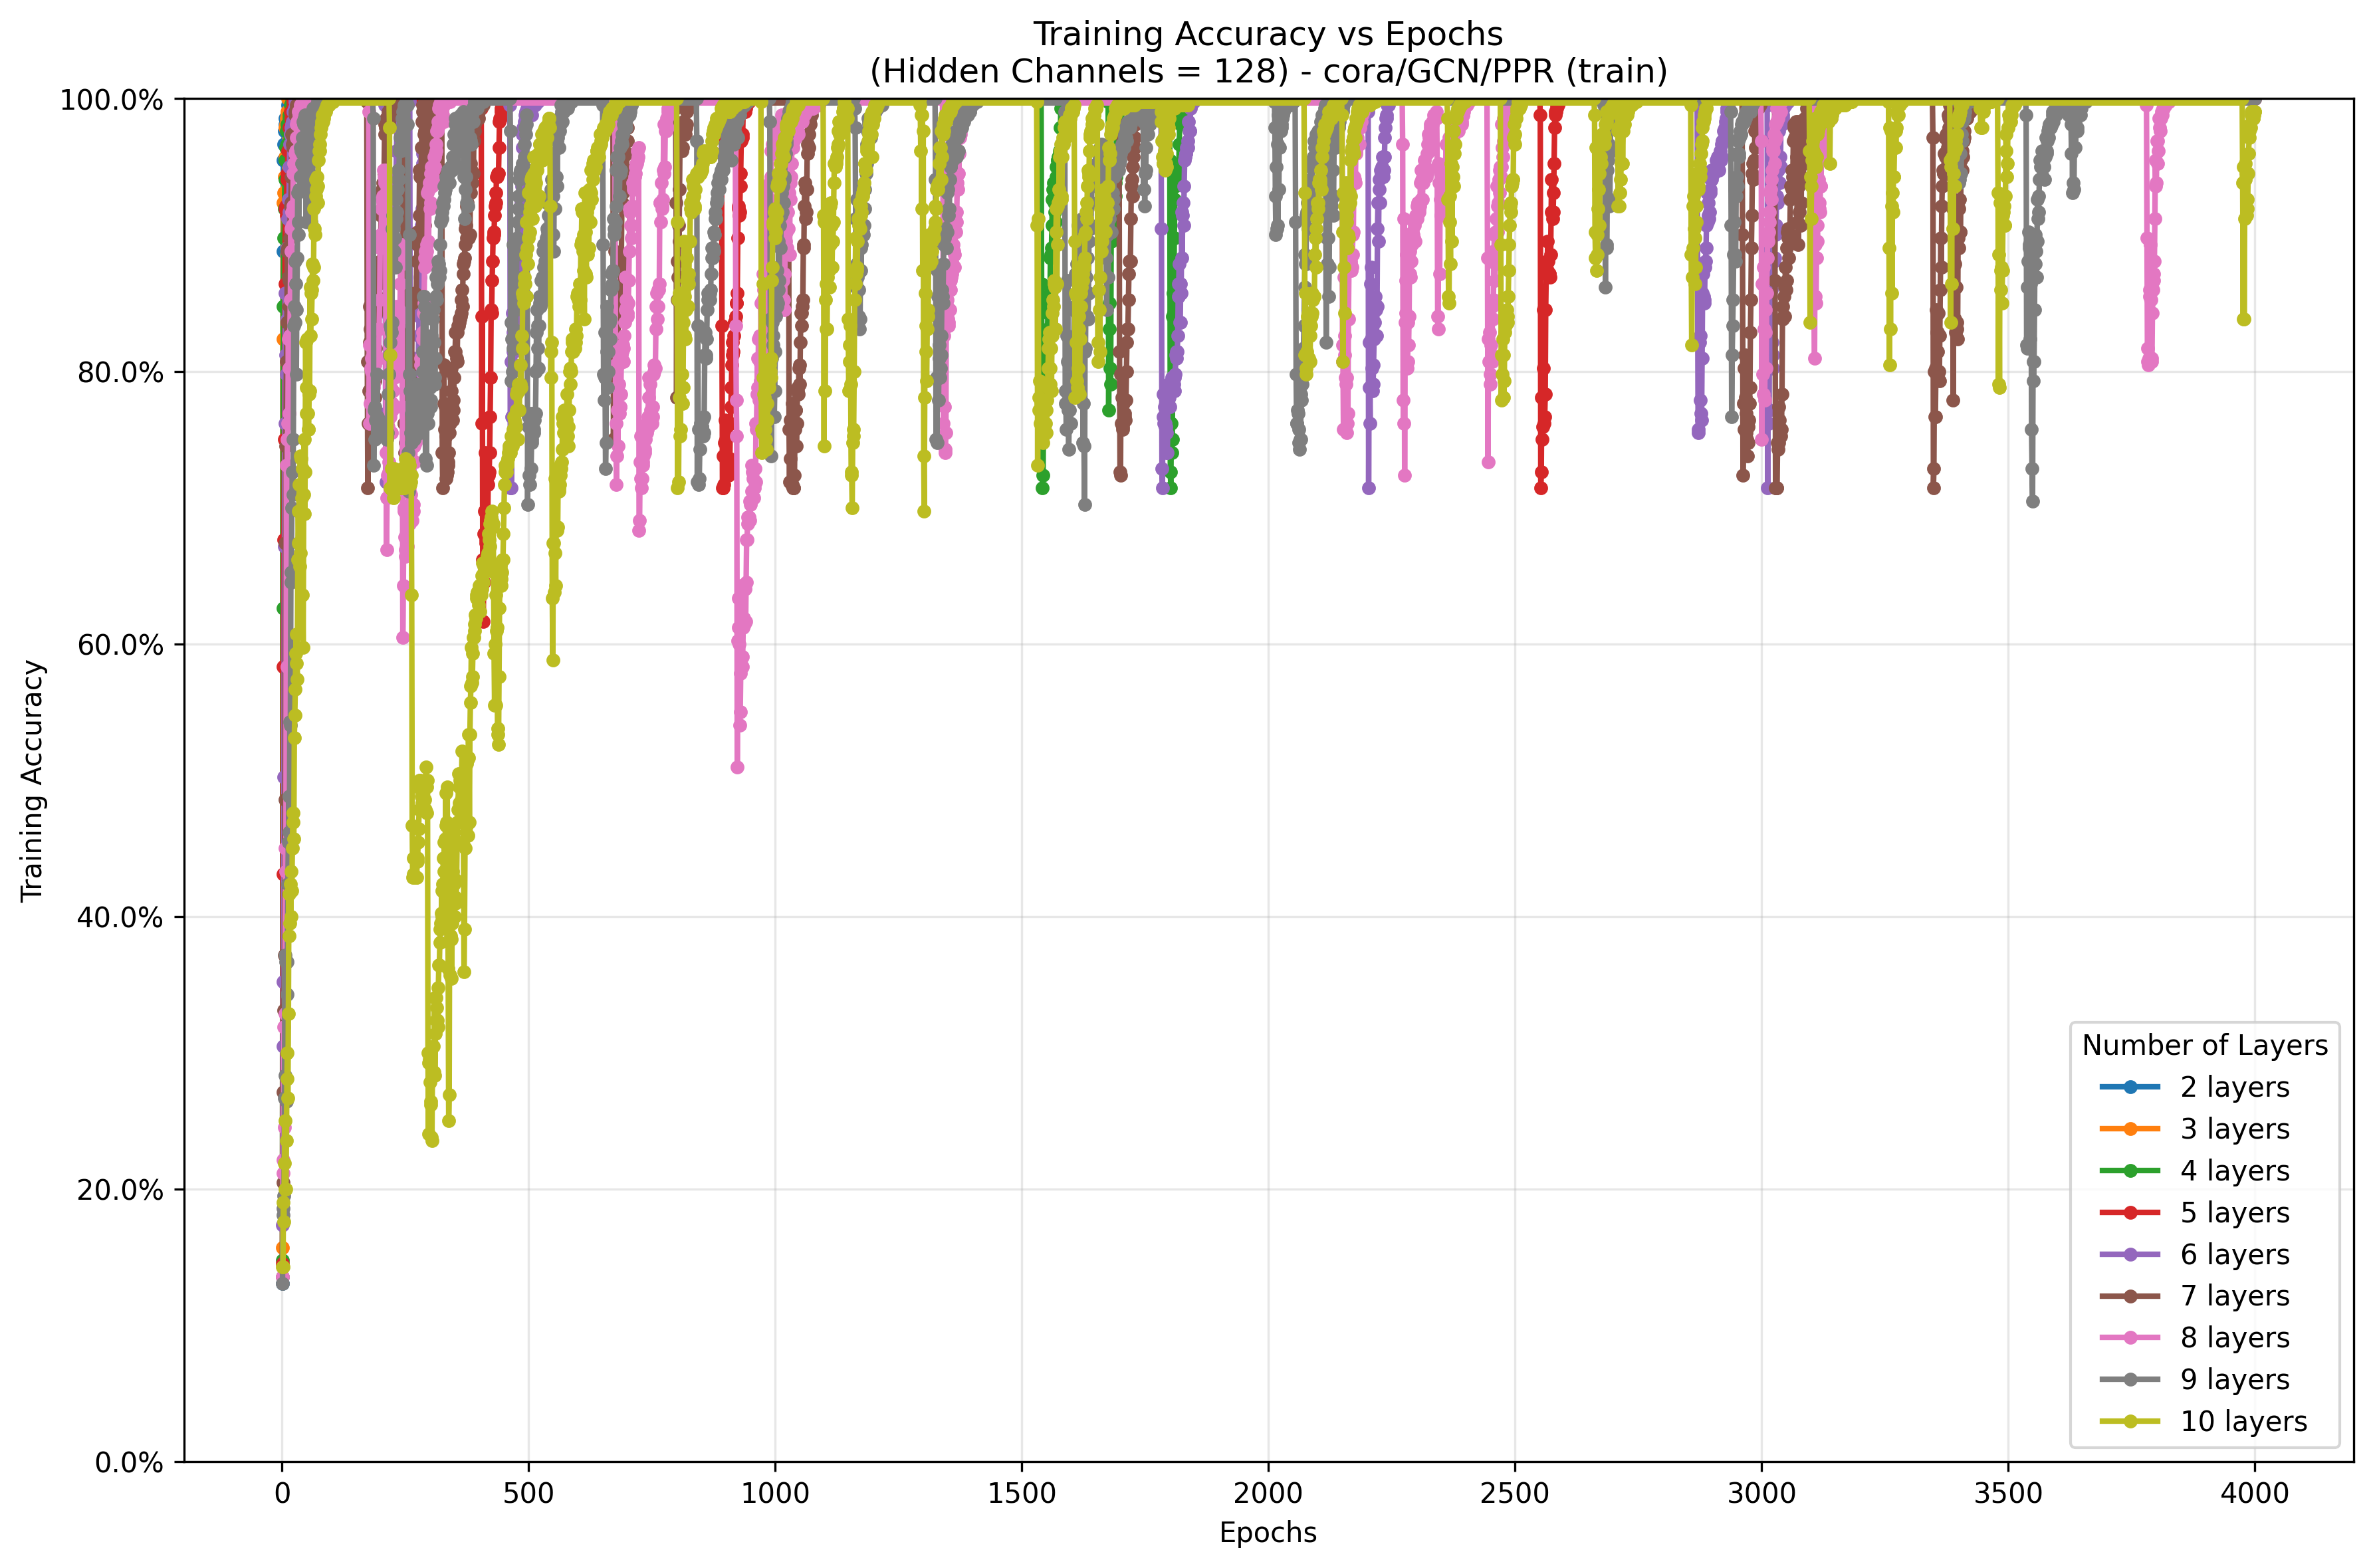 Training Accuracy vs Epochs
(Hidden Channels = 128) - cora/GCN/PPR (train)
Training Accuracy
100.0%
80.0%
60.0%
40.0%
20.0%
0.0%
0
500
1000
1500
2000
2500
3000
3500
4000
Epochs
Number of Layers
2 layers
3 layers
4 layers
5 layers
6 layers
7 layers
8 layers
9 layers
10 layers